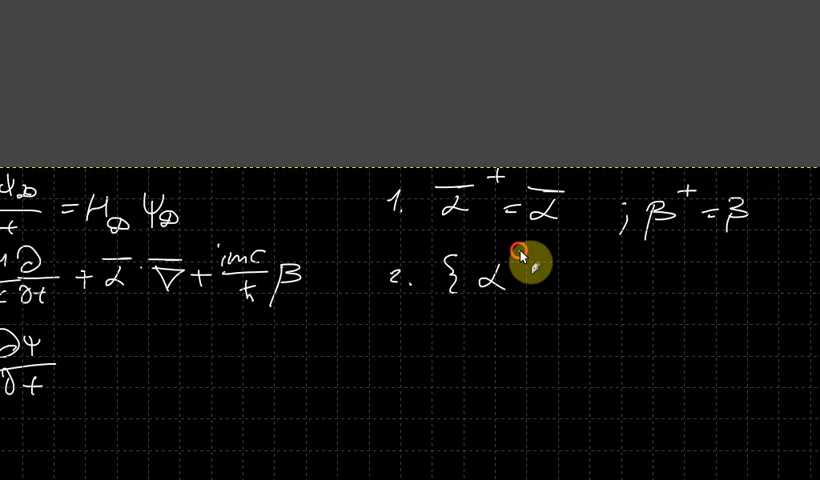 = H_D Ψ_D
+ α̅ · ∇̅ + imc/ħ β
∂Ψ/∂t
1. α̅⁺ = α̅ ; β⁺ = β
2. { α